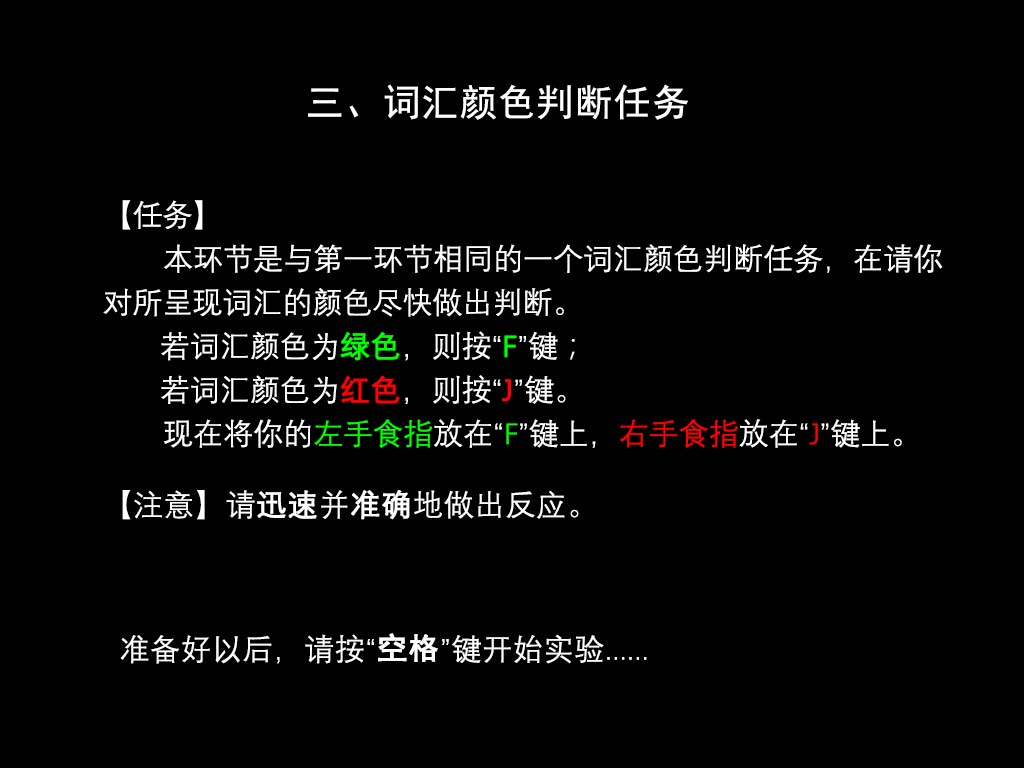 三、词汇颜色判断任务
【任务】
本环节是与第一环节相同的一个词汇颜色判断任务，在请你
对所呈现词汇的颜色尽快做出判断。
若词汇颜色为绿色，则按“F”键；
若词汇颜色为红色，则按“J”键。
现在将你的左手食指放在“F”键上，右手食指放在“J”键上。
【注意】请迅速并准确地做出反应。
准备好以后，请按“空格”键开始实验......